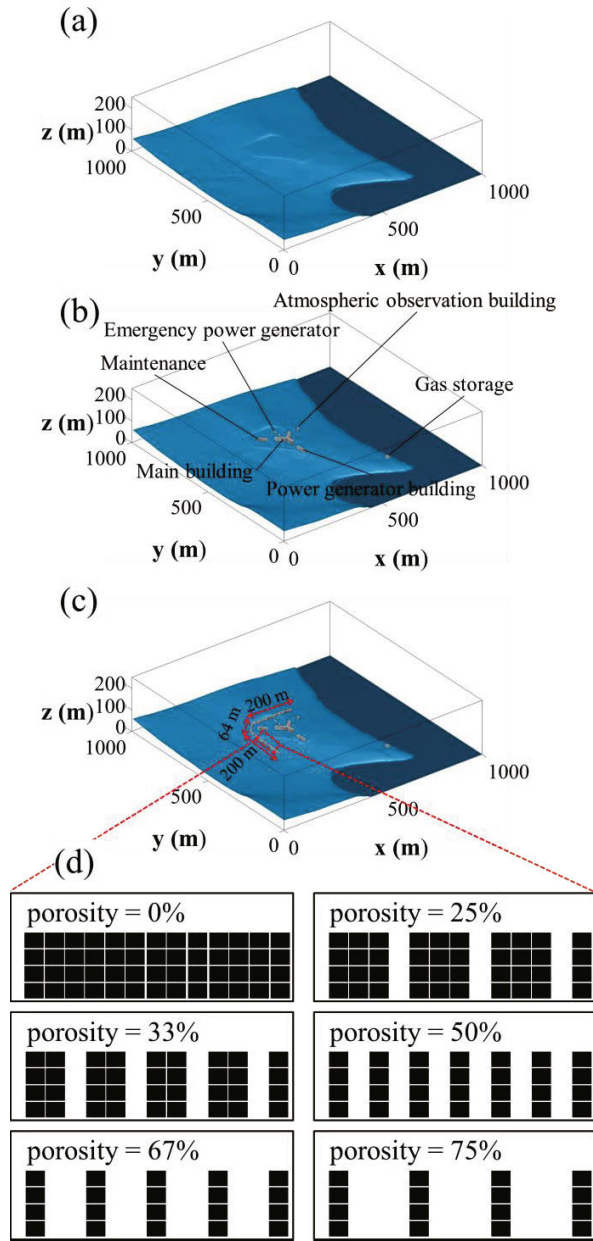 (a)
200
z (m) 100
0
1000
1000
500
500
y (m)
0 0
x (m)
Atmospheric observation building
(b)
Emergency power generator
Maintenance
Gas storage
200
z (m) 100
0
1000
Main building
Power generator building
1000
500
500
y (m)
0 0
x (m)
(c)
200
z (m) 100
0
1000
200 m
64 m
200 m
1000
500
500
y (m)
0 0
x (m)
(d)
porosity = 0%
porosity = 25%
porosity = 33%
porosity = 50%
porosity = 67%
porosity = 75%